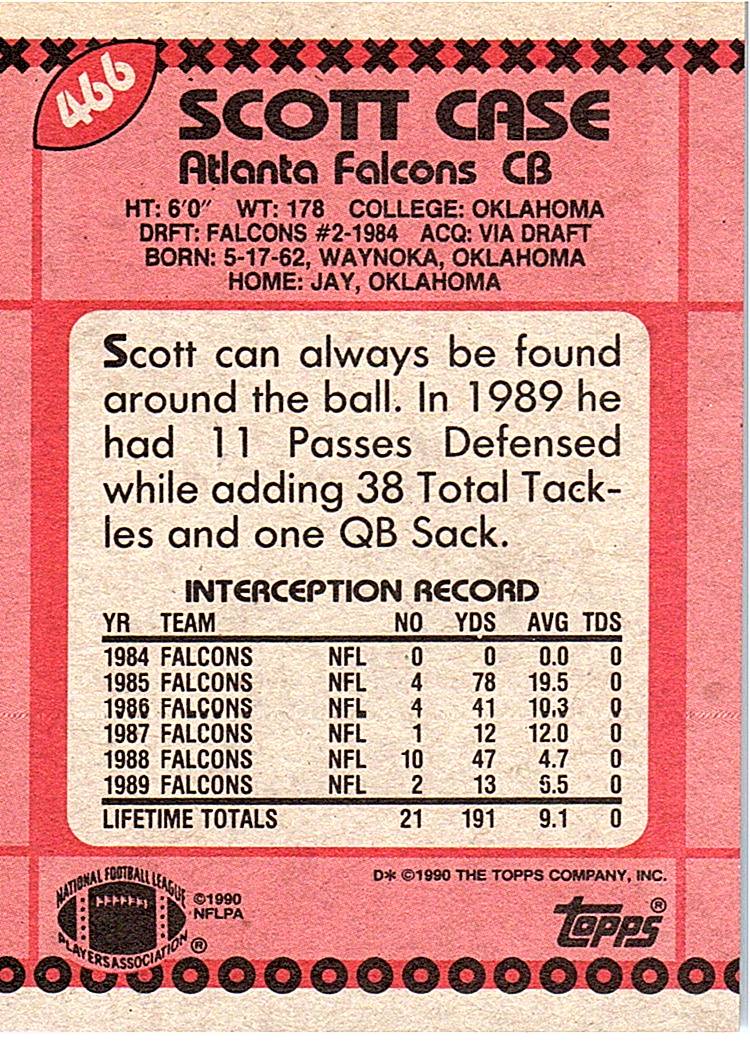 466
SCOTT CASE
Atlanta Falcons CB
HT: 6'0" WT: 178 COLLEGE: OKLAHOMA
DRFT: FALCONS #2-1984 ACQ: VIA DRAFT
BORN: 5-17-62, WAYNOKA, OKLAHOMA
HOME: JAY, OKLAHOMA
Scott can always be found
around the ball. In 1989 he
had 11 Passes Defensed
while adding 38 Total Tack-
les and one QB Sack.
INTERCEPTION RECORD
YR TEAM NO YDS AVG TDS
1984 FALCONS NFL 0 0 0.0 0
1985 FALCONS NFL 4 78 19.5 0
1986 FALCONS NFL 4 41 10.3 0
1987 FALCONS NFL 1 12 12.0 0
1988 FALCONS NFL 10 47 4.7 0
1989 FALCONS NFL 2 13 6.5 0
LIFETIME TOTALS 21 191 9.1 0
D* ©1990 THE TOPPS COMPANY, INC.
NATIONAL FOOTBALL LEAGUE
PLAYERS ASSOCIATION ®
©1990
NFLPA
topps ®